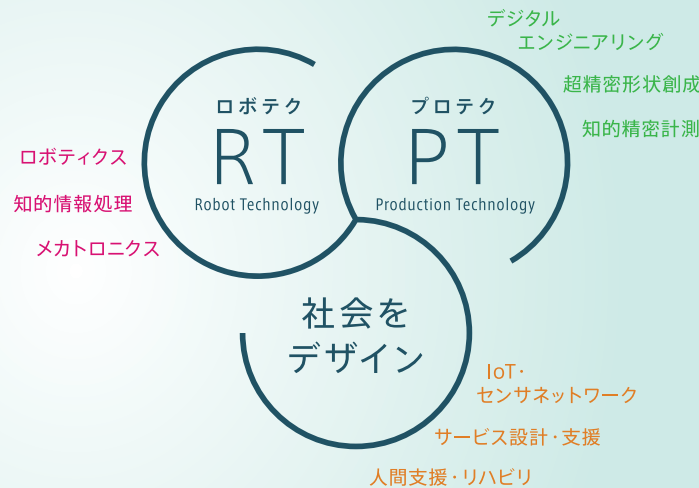 デジタル
エンジニアリング
超精密形状創成
知的精密計測
ロボテク
RT
Robot Technology
プロテク
PT
Production Technology
ロボティクス
知的情報処理
メカトロニクス
社会を
デザイン
IoT・
センサネットワーク
サービス設計・支援
人間支援・リハビリ